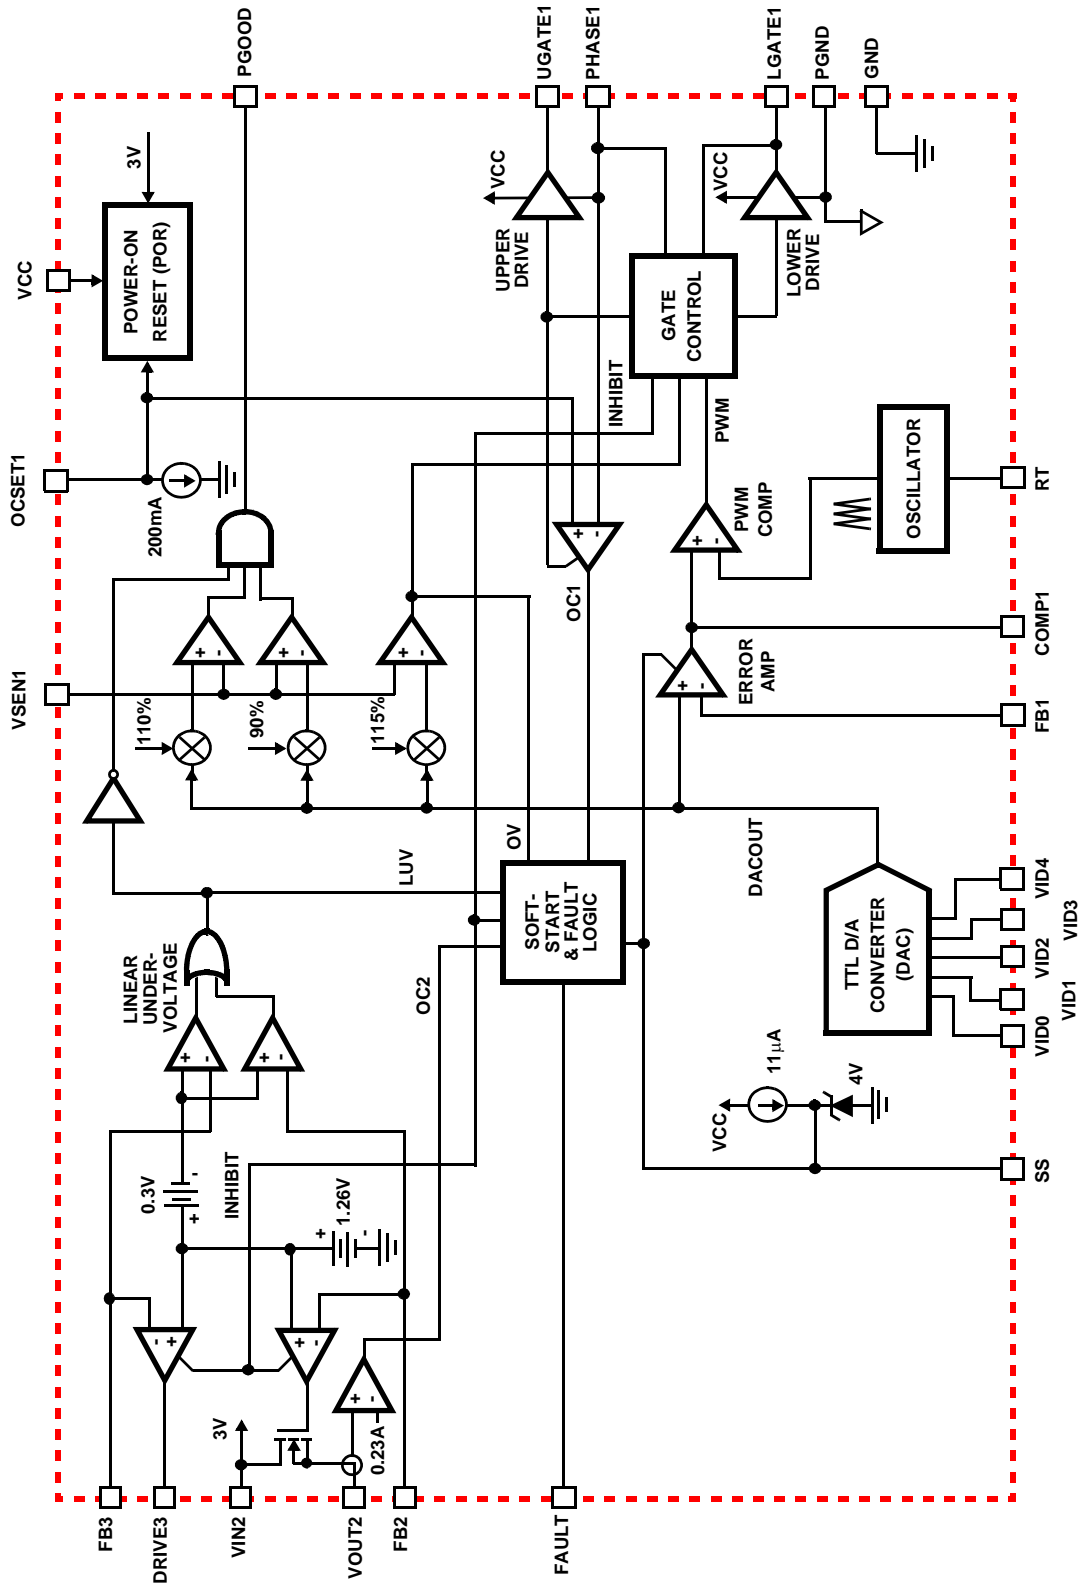 VCC
OCSET1
VSEN1
PGOOD
UGATE1
PHASE1
LGATE1
PGND
GND
RT
COMP1
FB1
VID4
VID3
VID2
VID1
VID0
SS
FAULT
FB2
VOUT2
VIN2
DRIVE3
FB3
3V
POWER-ON
RESET (POR)
200mA
110%
90%
115%
+
-
+
-
+
-
LINEAR
UNDER-
VOLTAGE
+
-
+
-
LUV
OV
OC2
OC1
SOFT-
START
& FAULT
LOGIC
INHIBIT
0.3V
+
-
1.26V
+
-
-
+
+
-
+
-
3V
0.23A
VCC
UPPER
DRIVE
VCC
LOWER
DRIVE
GATE
CONTROL
INHIBIT
PWM
PWM
COMP
+
-
+
-
OSCILLATOR
ERROR
AMP
+
-
DACOUT
TTL D/A
CONVERTER
(DAC)
11µA
VCC
4V